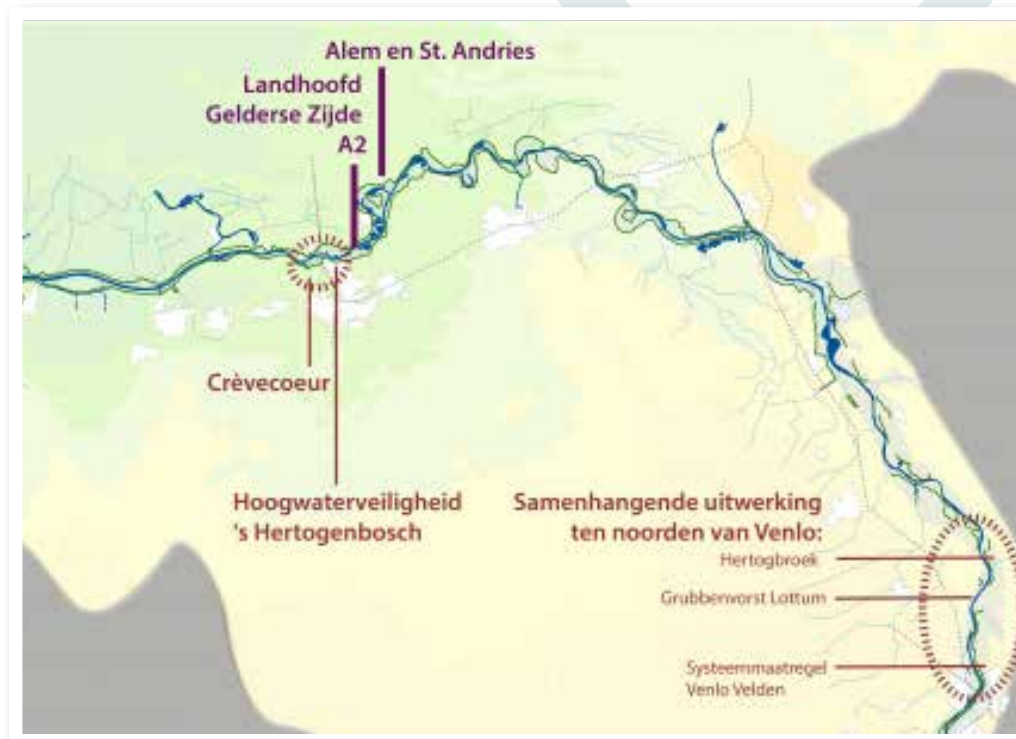 Alem en St. Andries
Landhoofd
Gelderse Zijde
A2
Crèvecoeur
Hoogwaterveiligheid
's Hertogenbosch
Samenhangende uitwerking
ten noorden van Venlo:
Hertogbroek
Grubbenvorst Lottum
Systeemmaatregel
Venlo Velden